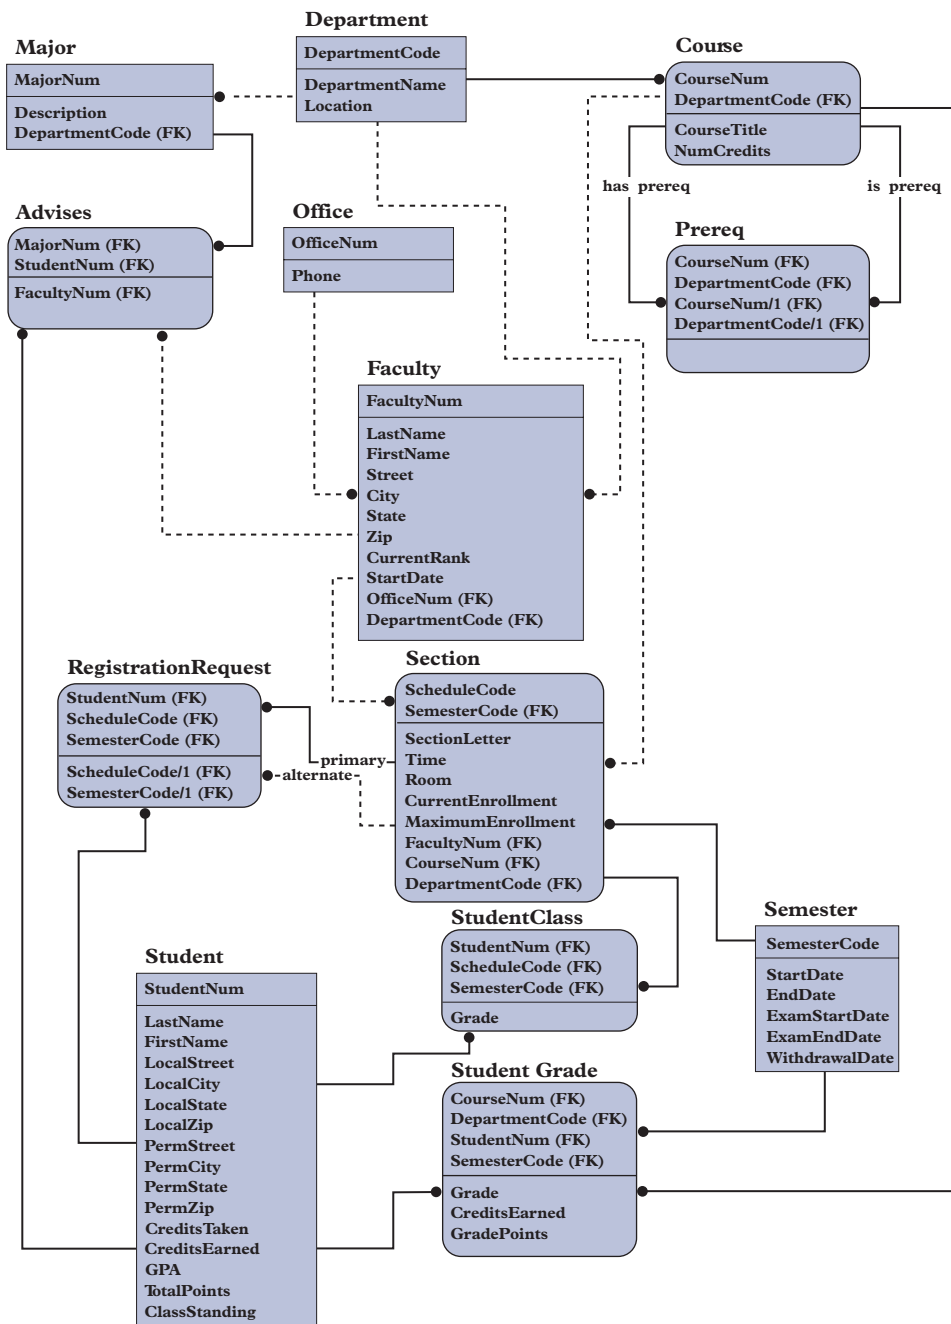 Department
DepartmentCode
DepartmentName
Location
Major
MajorNum
Description
DepartmentCode (FK)
Course
CourseNum
DepartmentCode (FK)
CourseTitle
NumCredits
has prereq
is prereq
Advises
MajorNum (FK)
StudentNum (FK)
FacultyNum (FK)
Office
OfficeNum
Phone
Prereq
CourseNum (FK)
DepartmentCode (FK)
CourseNum/1 (FK)
DepartmentCode/1 (FK)
Faculty
FacultyNum
LastName
FirstName
Street
City
State
Zip
CurrentRank
StartDate
OfficeNum (FK)
DepartmentCode (FK)
RegistrationRequest
StudentNum (FK)
ScheduleCode (FK)
SemesterCode (FK)
ScheduleCode/1 (FK)
SemesterCode/1 (FK)
primary
alternate
Section
ScheduleCode
SemesterCode (FK)
SectionLetter
Time
Room
CurrentEnrollment
MaximumEnrollment
FacultyNum (FK)
CourseNum (FK)
DepartmentCode (FK)
StudentClass
StudentNum (FK)
ScheduleCode (FK)
SemesterCode (FK)
Grade
Semester
SemesterCode
StartDate
EndDate
ExamStartDate
ExamEndDate
WithdrawalDate
Student
StudentNum
LastName
FirstName
LocalStreet
LocalCity
LocalState
LocalZip
PermStreet
PermCity
PermState
PermZip
CreditsTaken
CreditsEarned
GPA
TotalPoints
ClassStanding
Student Grade
CourseNum (FK)
DepartmentCode (FK)
StudentNum (FK)
SemesterCode (FK)
Grade
CreditsEarned
GradePoints